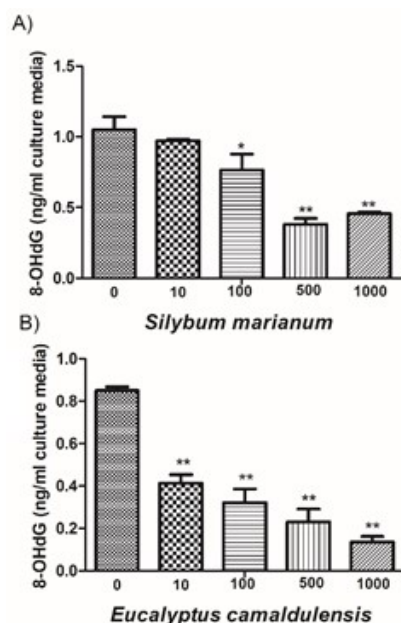 A)
8-OHdG (ng/ml culture media)
1.5
1.0
0.5
0.0
*
**
**
0 10 100 500 1000
Silybum marianum
B)
8-OHdG (ng/ml culture media)
1.0
0.8
0.6
0.4
0.2
0.0
**
**
**
**
0 10 100 500 1000
Eucalyptus camaldulensis